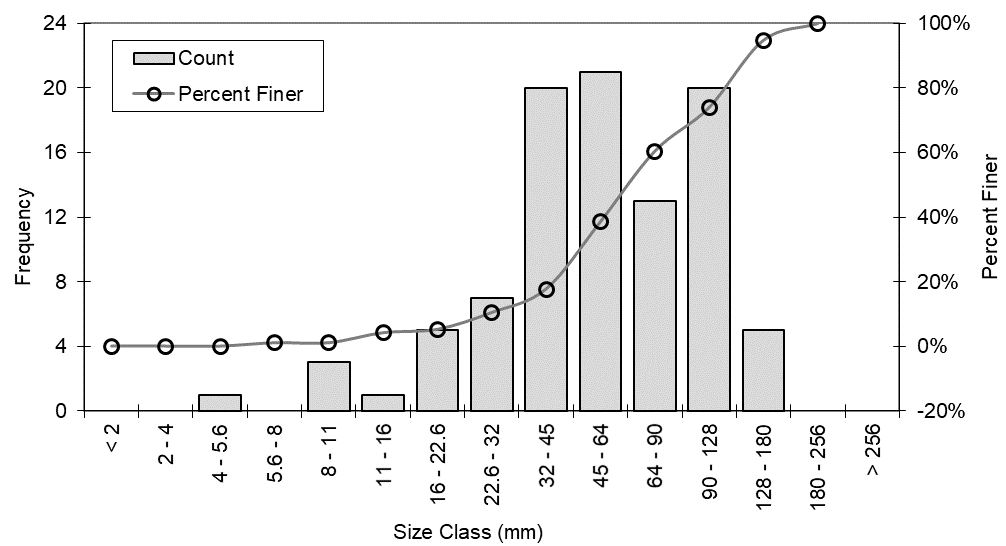 24
20
16
12
8
4
0
Frequency
Count
Percent Finer
100%
80%
60%
40%
20%
0%
-20%
Percent Finer
< 2
2 - 4
4 - 5.6
5.6 - 8
8 - 11
11 - 16
16 - 22.6
22.6 - 32
32 - 45
45 - 64
64 - 90
90 - 128
128 - 180
180 - 256
> 256
Size Class (mm)